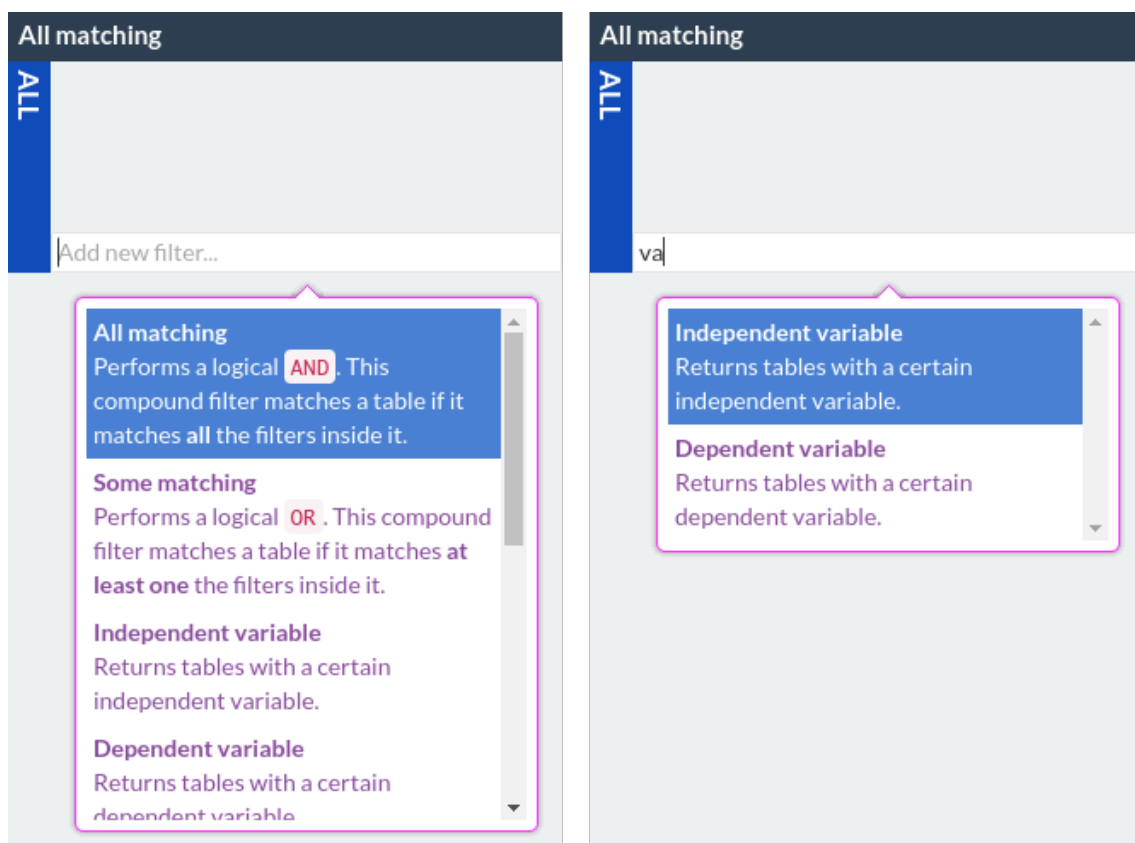 All matching
ALL
Add new filter...
All matching
Performs a logical AND. This
compound filter matches a table if it
matches all the filters inside it.
Some matching
Performs a logical OR. This compound
filter matches a table if it matches at
least one the filters inside it.
Independent variable
Returns tables with a certain
independent variable.
Dependent variable
Returns tables with a certain
dependent variable
All matching
ALL
va
Independent variable
Returns tables with a certain
independent variable.
Dependent variable
Returns tables with a certain
dependent variable.